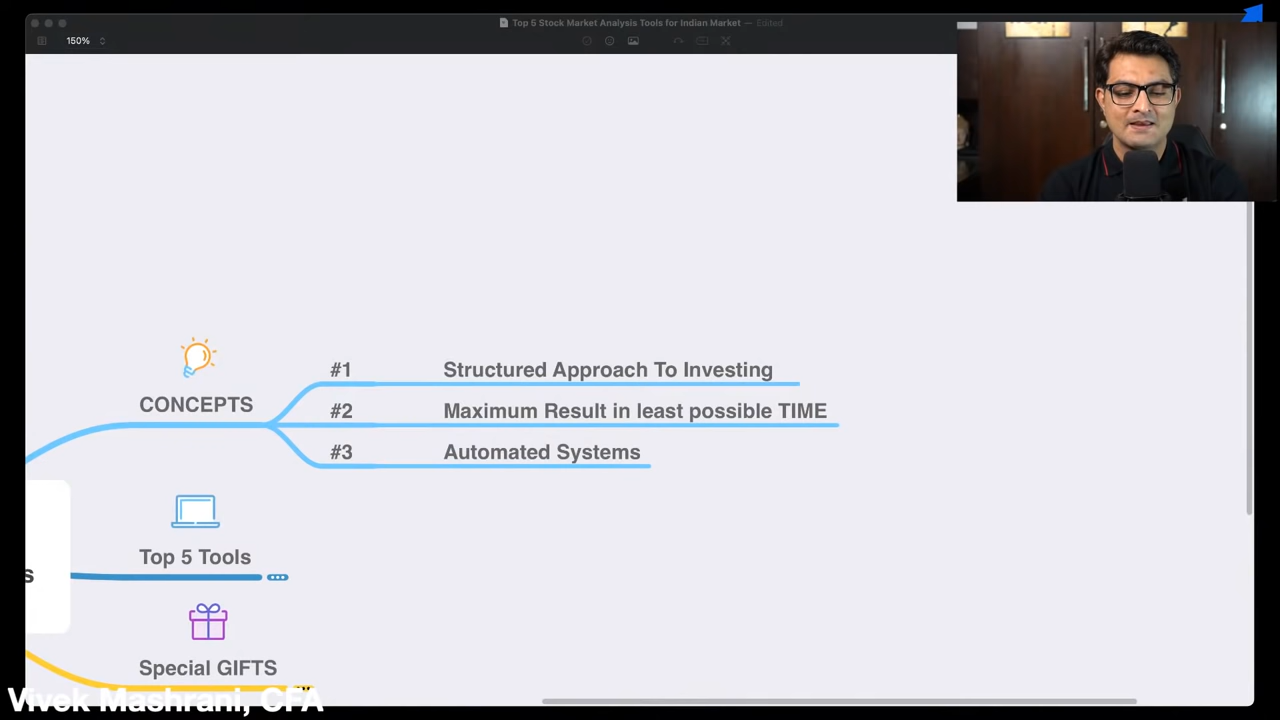 Top 5 Stock Market Analysis Tools for Indian Market — Edited
150%
CONCEPTS
#1 Structured Approach To Investing
#2 Maximum Result in least possible TIME
#3 Automated Systems
Top 5 Tools
s
Special GIFTS
Vivek Mashrani, CFA